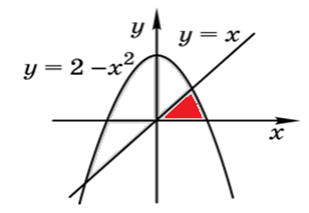 y
y = x
y = 2 – x²
x